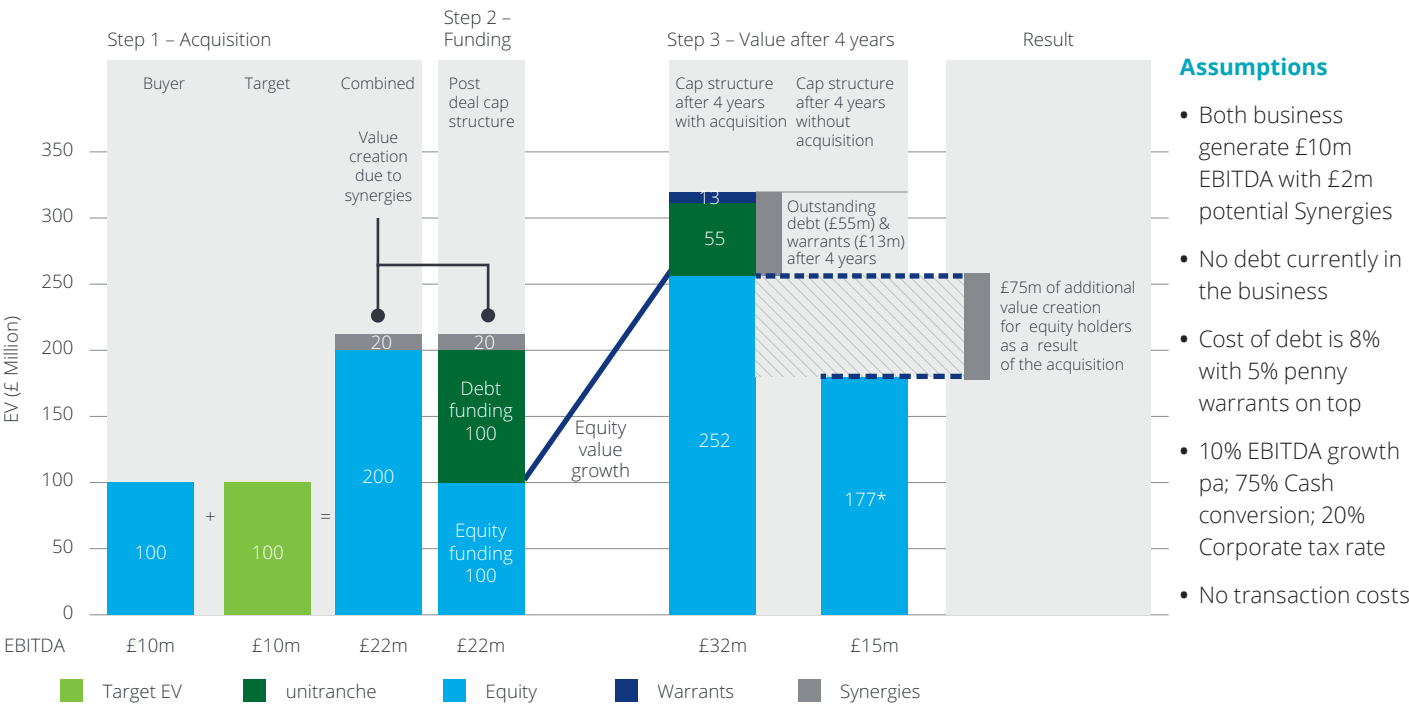 Step 1 – Acquisition
Step 2 –
Funding
Step 3 – Value after 4 years
Result
Buyer
Target
Combined
Post
deal cap
structure
Cap structure
after 4 years
with acquisition
Cap structure
after 4 years
without
acquisition
Value
creation
due to
synergies
EV (£ Million)
350
300
250
200
150
100
50
0
100
+
100
=
20
200
20
Debt
funding
100
Equity
funding
100
Equity
value
growth
13
55
252
Outstanding
debt (£55m) &
warrants (£13m)
after 4 years
177*
£75m of additional
value creation
for equity holders
as a result
of the acquisition
EBITDA
£10m
£10m
£22m
£22m
£32m
£15m
Target EV
unitranche
Equity
Warrants
Synergies
Assumptions
• Both business
generate £10m
EBITDA with £2m
potential Synergies
• No debt currently in
the business
• Cost of debt is 8%
with 5% penny
warrants on top
• 10% EBITDA growth
pa; 75% Cash
conversion; 20%
Corporate tax rate
• No transaction costs